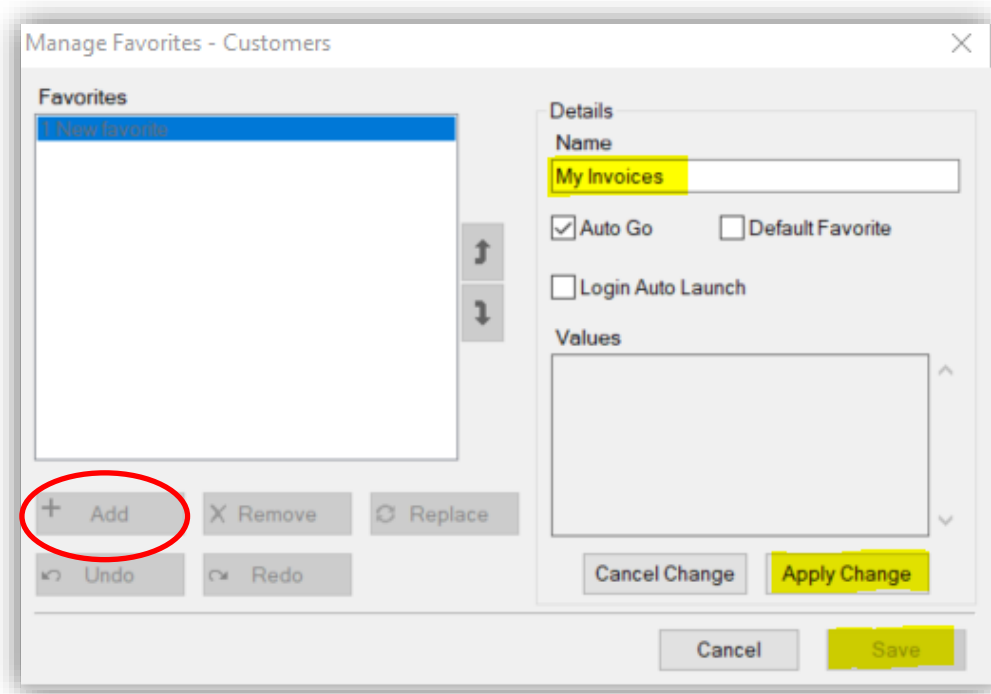 Manage Favorites - Customers
Favorites
1 New favorite
Details
Name
My Invoices
Auto Go
Default Favorite
Login Auto Launch
Values
Add
Remove
Replace
Undo
Redo
Cancel Change
Apply Change
Cancel
Save